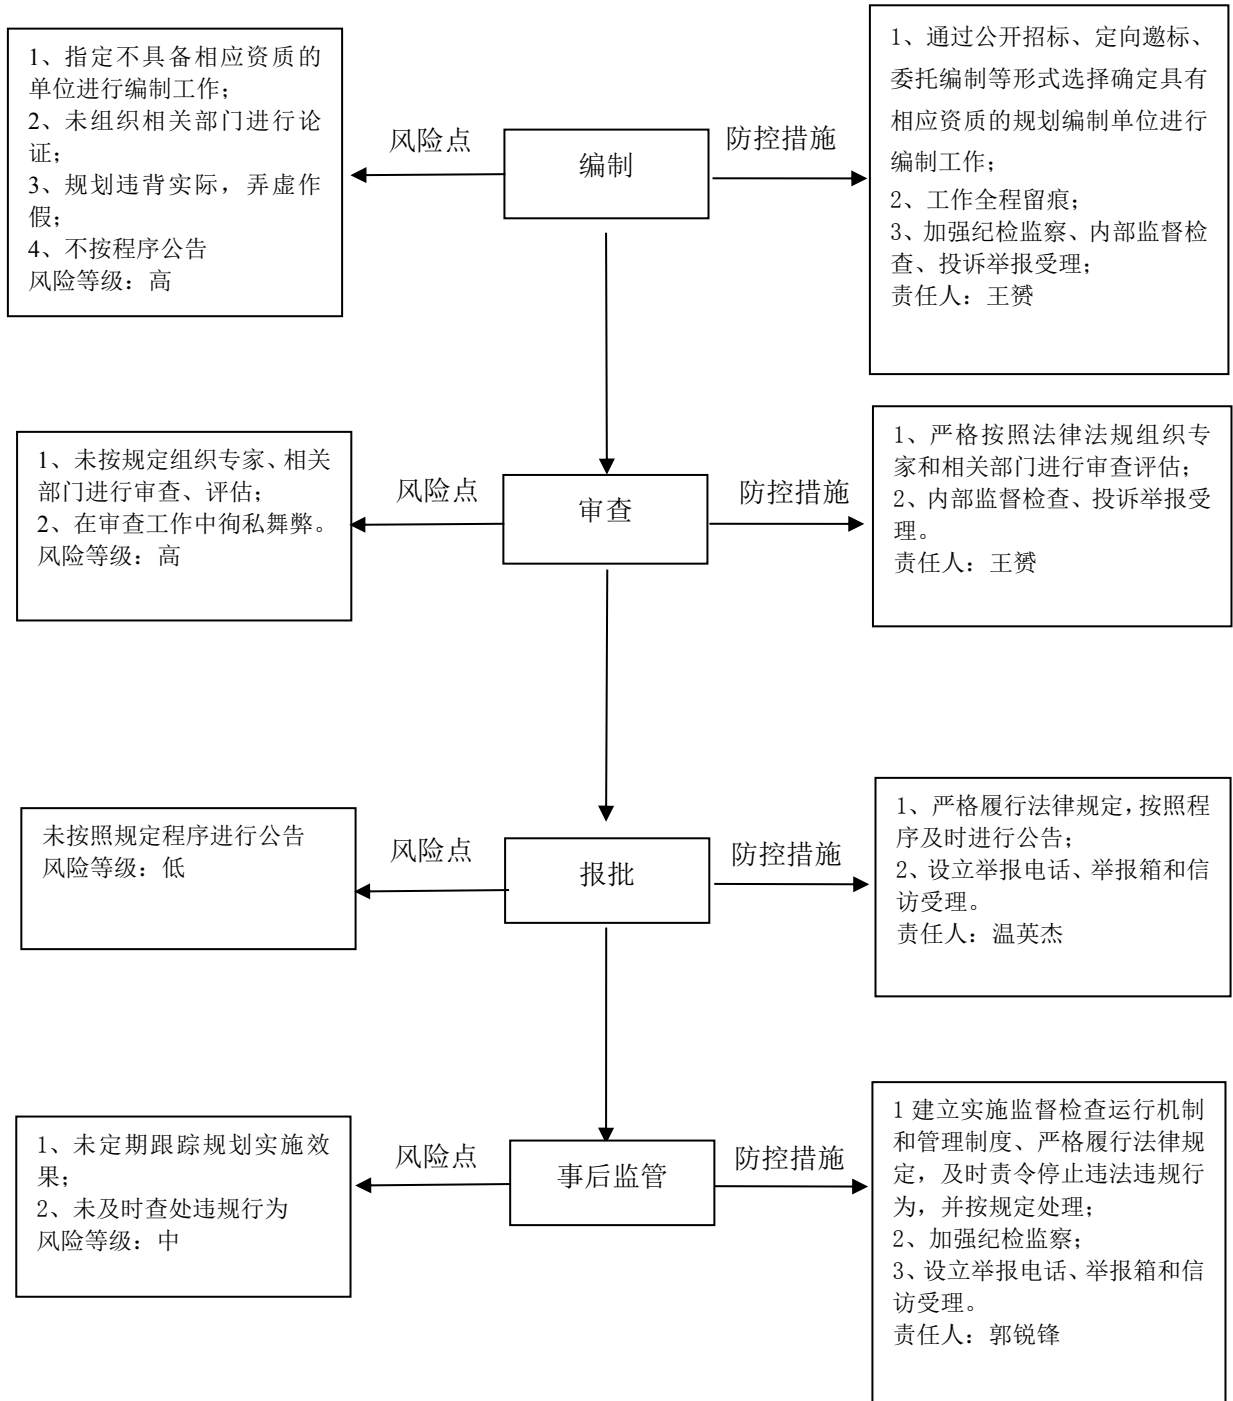 1、指定不具备相应资质的
单位进行编制工作；
2、未组织相关部门进行论
证；
3、规划违背实际，弄虚作
假；
4、不按程序公告
风险等级：高
风险点
编制
防控措施
1、通过公开招标、定向邀标、
委托编制等形式选择确定具有
相应资质的规划编制单位进行
编制工作；
2、工作全程留痕；
3、加强纪检监察、内部监督检
查、投诉举报受理；
责任人：王赟
1、未按规定组织专家、相关
部门进行审查、评估；
2、在审查工作中徇私舞弊。
风险等级：高
风险点
审查
防控措施
1、严格按照法律法规组织专
家和相关部门进行审查评估；
2、内部监督检查、投诉举报受
理。
责任人：王赟
未按照规定程序进行公告
风险等级：低
风险点
报批
防控措施
1、严格履行法律规定，按照程
序及时进行公告；
2、设立举报电话、举报箱和信
访受理。
责任人：温英杰
1、未定期跟踪规划实施效
果；
2、未及时查处违规行为
风险等级：中
风险点
事后监管
防控措施
1 建立实施监督检查运行机制
和管理制度、严格履行法律规
定，及时责令停止违法违规行
为，并按规定处理；
2、加强纪检监察；
3、设立举报电话、举报箱和信
访受理。
责任人：郭锐锋